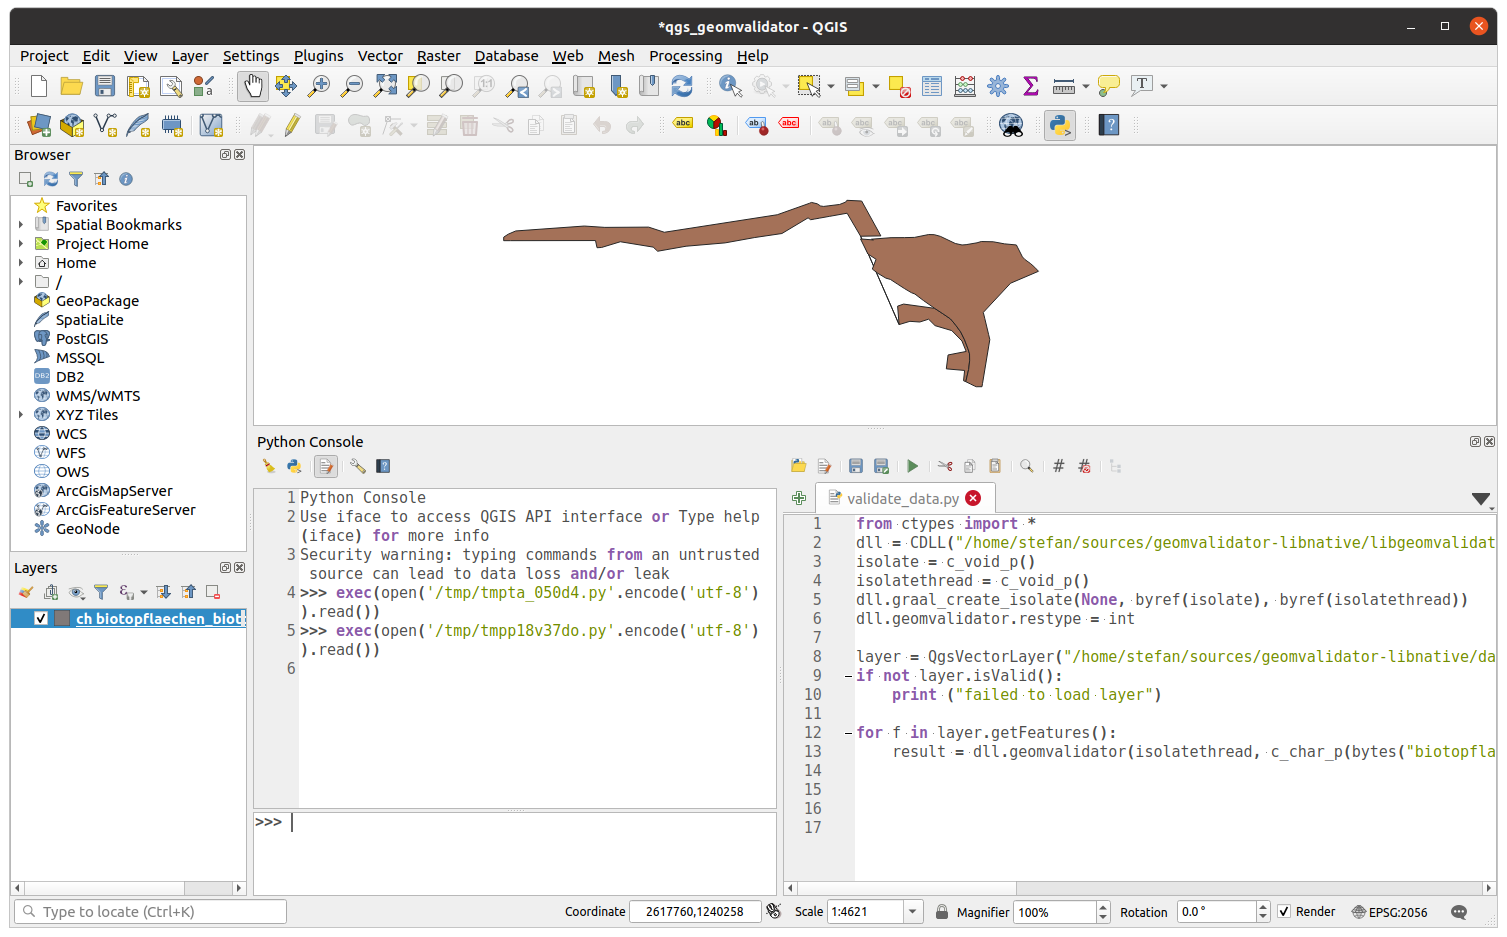 *qgs_geomvalidator - QGIS
Project Edit View Layer Settings Plugins Vector Raster Database Web Mesh Processing Help
Browser
Favorites
Spatial Bookmarks
Project Home
Home
/
GeoPackage
SpatiaLite
PostGIS
MSSQL
DB2
WMS/WMTS
XYZ Tiles
WCS
WFS
OWS
ArcGisMapServer
ArcGisFeatureServer
GeoNode
Layers
ch biotopflaechen_biot
Python Console
1 Python Console
2 Use iface to access QGIS API interface or Type help
(iface) for more info
3 Security warning: typing commands from an untrusted
source can lead to data loss and/or leak
4 >>> exec(open('/tmp/tmpta_050d4.py'.encode('utf-8')
).read())
5 >>> exec(open('/tmp/tmpp18v37do.py'.encode('utf-8')
).read())
6
>>>
validate_data.py
1 from ctypes import *
2 dll = CDLL("/home/stefan/sources/geomvalidator-libnative/libgeomvalidat
3 isolate = c_void_p()
4 isolatethread = c_void_p()
5 dll.graal_create_isolate(None, byref(isolate), byref(isolatethread))
6 dll.geomvalidator.restype = int
7
8 layer = QgsVectorLayer("/home/stefan/sources/geomvalidator-libnative/da
9 if not layer.isValid():
10 print ("failed to load layer")
11
12 for f in layer.getFeatures():
13 result = dll.geomvalidator(isolatethread, c_char_p(bytes("biotopfla
14
15
16
17
Type to locate (Ctrl+K) Coordinate 2617760,1240258 Scale 1:4621 Magnifier 100% Rotation 0.0 ° Render EPSG:2056